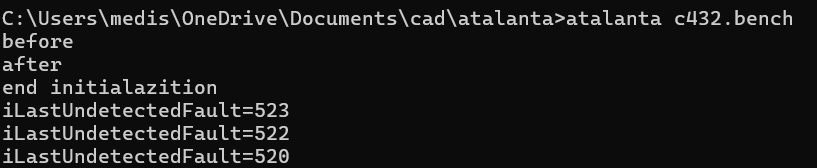 C:\Users\medis\OneDrive\Documents\cad\atalanta>atalanta c432.bench
before
after
end initialazition
iLastUndetectedFault=523
iLastUndetectedFault=522
iLastUndetectedFault=520